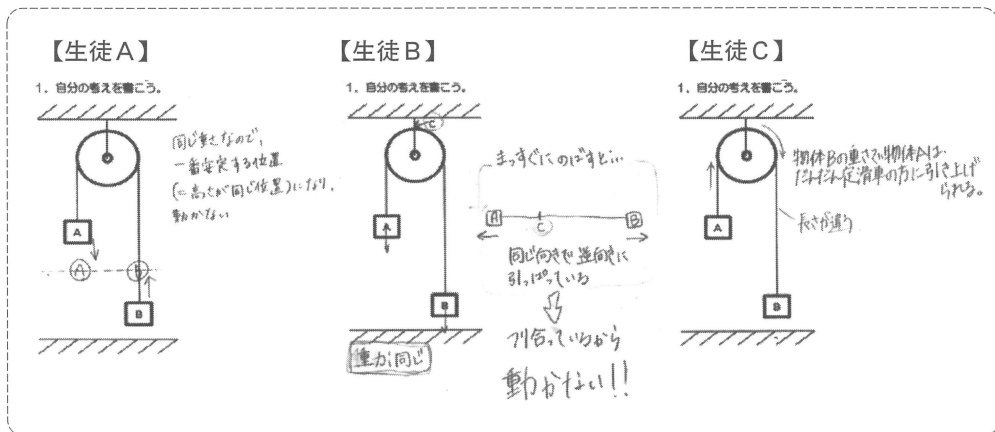 【生徒A】
1．自分の考えを書こう。
同じ重さなので、
一番安定する位置
(=高さが同じ位置)になり、
動かない
A
A
B
B
【生徒B】
1．自分の考えを書こう。
C
まっすぐにのばすと…
A
A
B
C
同じ向きで逆向きに
引っぱっている
B
重力同じ
つり合っているから
動かない!!
【生徒C】
1．自分の考えを書こう。
物体Bの重さで物体Aは、
だんだん定滑車の方に引き上げ
られる。
長さが違う
A
B